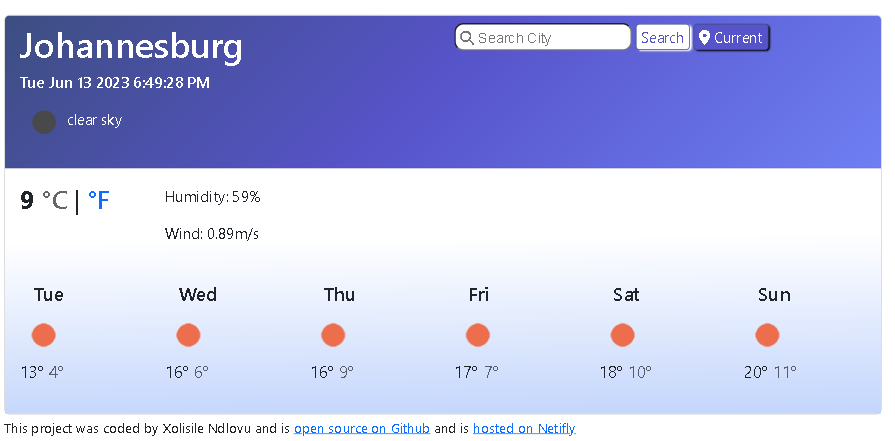 Johannesburg
Search City Search Current
Tue Jun 13 2023 6:49:28 PM
clear sky
9 °C | °F
Humidity: 59%
Wind: 0.89m/s
Tue Wed Thu Fri Sat Sun
13° 4° 16° 6° 16° 9° 17° 7° 18° 10° 20° 11°
This project was coded by Xolisile Ndlovu and is open source on Github and is hosted on Netifly